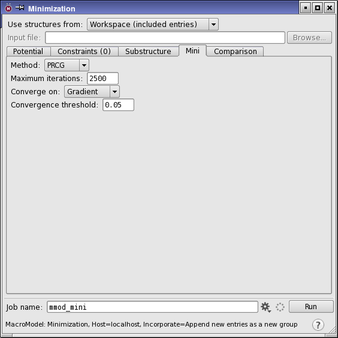 Minimization
Use structures from: Workspace (included entries)
Input file: Browse...
Potential Constraints (0) Substructure Mini Comparison
Method: PRCG
Maximum iterations: 2500
Converge on: Gradient
Convergence threshold: 0.05
Job name: mmod_mini Run
MacroModel: Minimization, Host=localhost, Incorporate=Append new entries as a new group ?